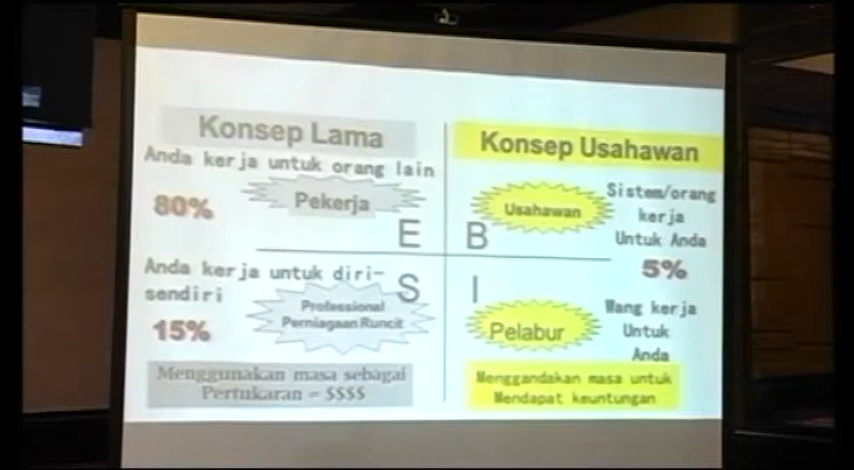 Konsep Lama
Anda kerja untuk orang lain
80%
Pekerja
E
Anda kerja untuk diri-
sendiri
S
Professional
Perniagaan Runcit
15%
Menggunakan masa sebagai
Pertukaran = $$$$
Konsep Usahawan
Usahawan
Sistem/orang
kerja
Untuk Anda
B
5%
I
Pelabur
Wang kerja
Untuk
Anda
Menggandakan masa untuk
Mendapat keuntungan